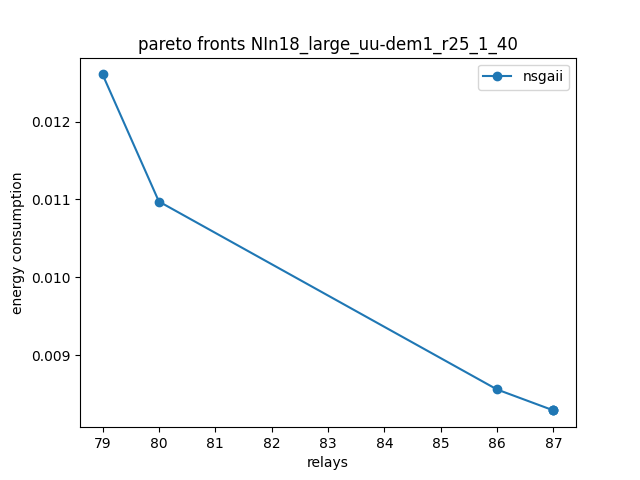 pareto fronts NIn18_large_uu-dem1_r25_1_40
nsgaii
energy consumption
0.012
0.011
0.010
0.009
79 80 81 82 83 84 85 86 87
relays